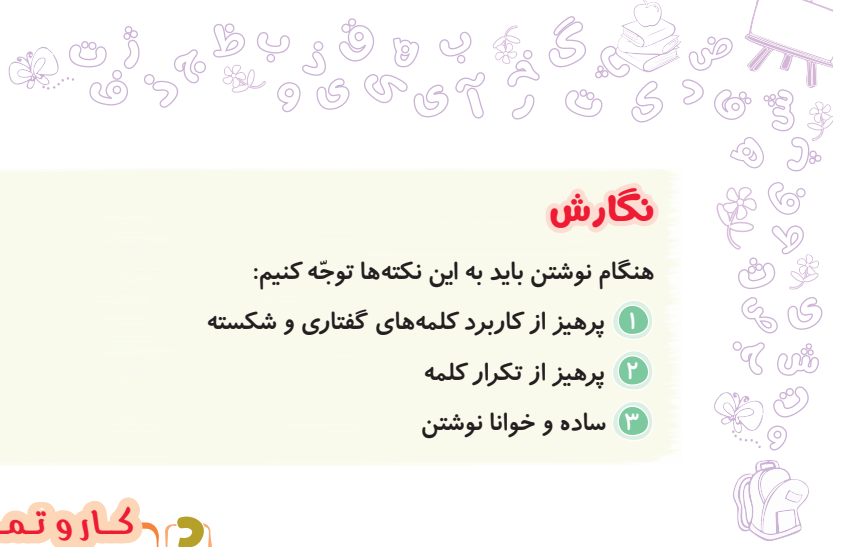 نگارش
هنگام نوشتن باید به این نکته‌ها توجّه کنیم:
۱ پرهیز از کاربرد کلمه‌های گفتاری و شکسته
۲ پرهیز از تکرار کلمه
۳ ساده و خوانا نوشتن
کار و